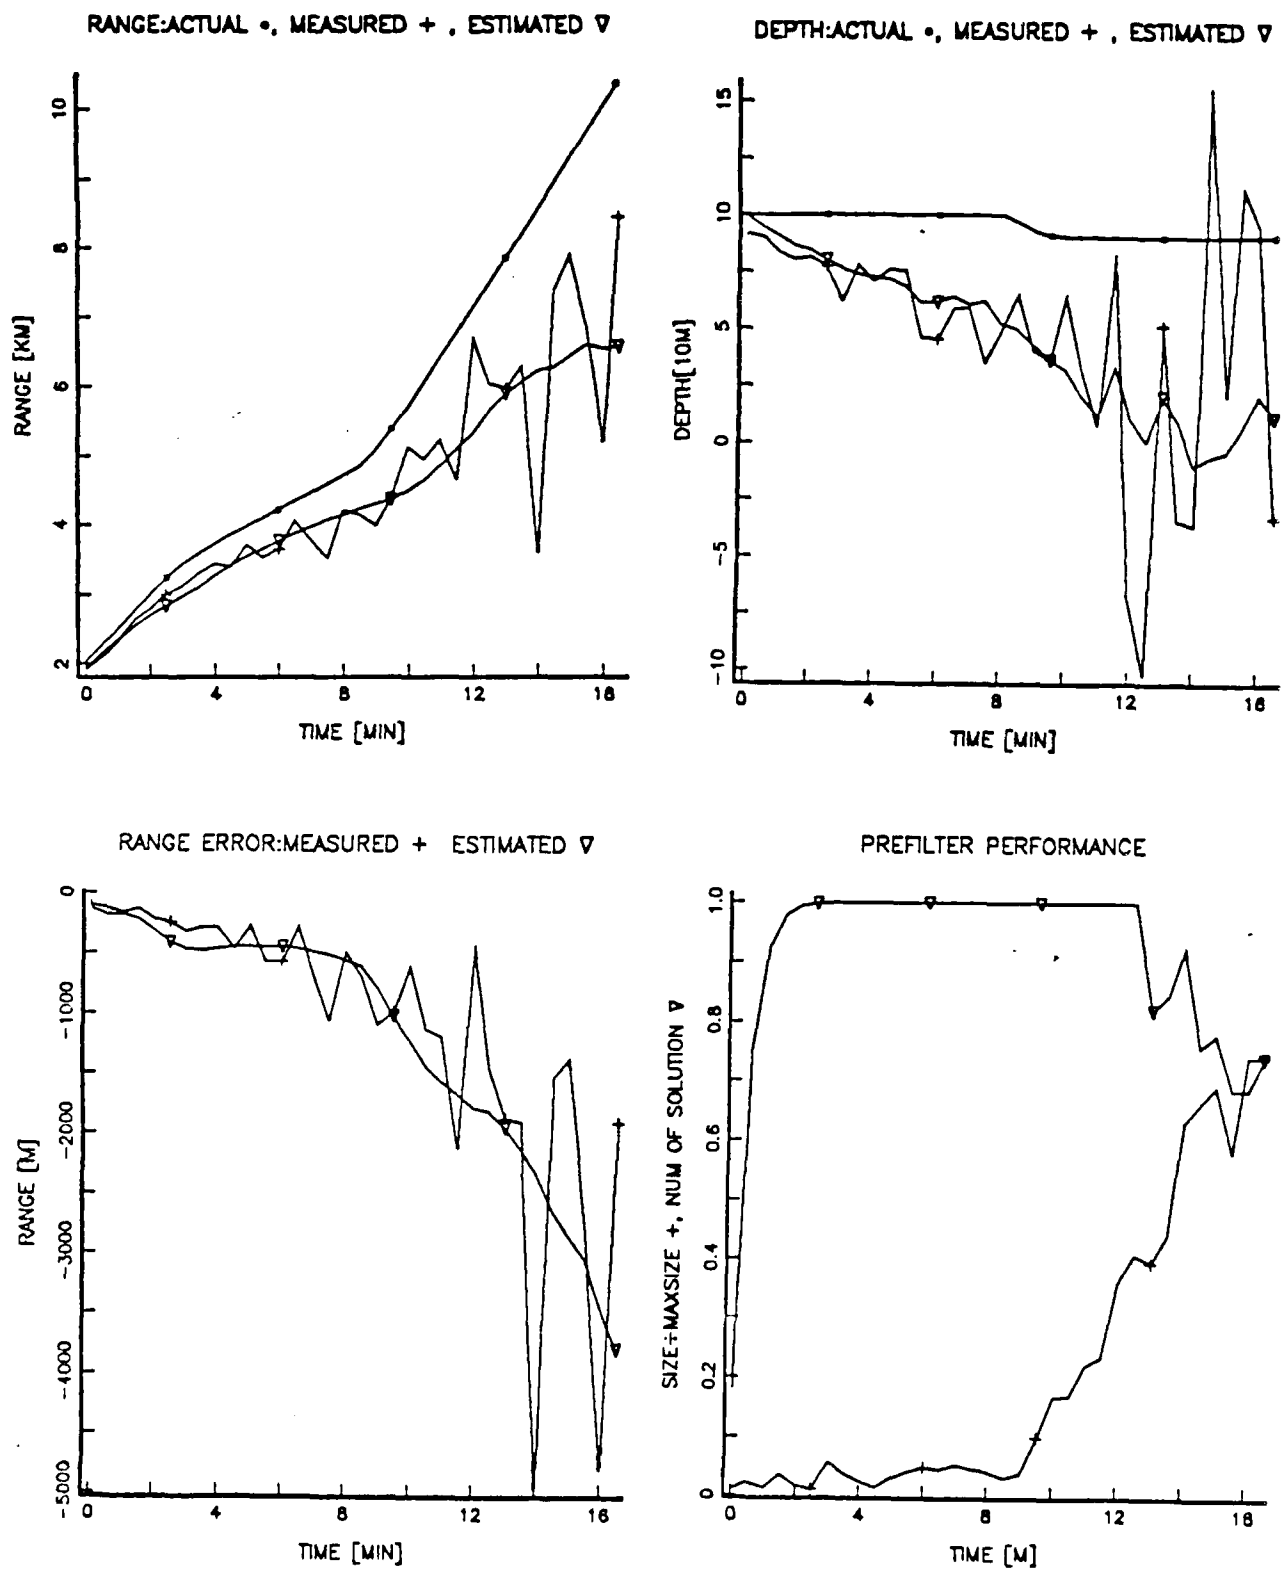 RANGE:ACTUAL •, MEASURED + , ESTIMATED ∇
10
8
6
4
2
RANGE [KM]
0 4 8 12 16
TIME [MIN]
DEPTH:ACTUAL •, MEASURED + , ESTIMATED ∇
15
10
5
0
-5
-10
DEPTH[10M]
0 4 8 12 16
TIME [MIN]
RANGE ERROR:MEASURED + ESTIMATED ∇
0
-1000
-2000
-3000
-4000
-5000
RANGE [M]
0 4 8 12 16
TIME [MIN]
PREFILTER PERFORMANCE
1.0
0.8
0.6
0.4
0.2
0
SIZE÷MAXSIZE +, NUM OF SOLUTION ∇
0 4 8 12 16
TIME [M]